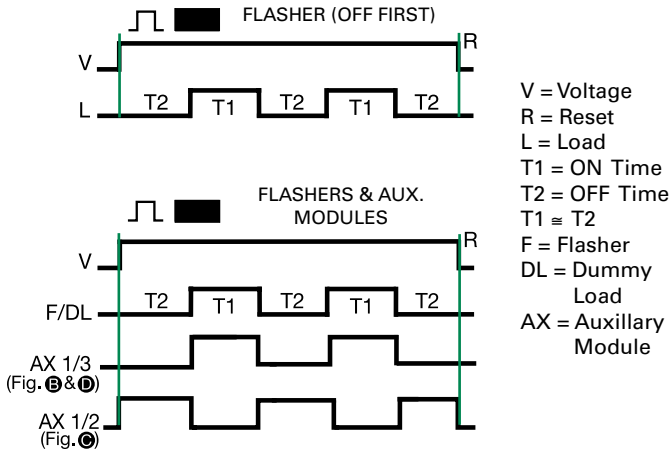 FLASHER (OFF FIRST)
R
V
L
T2 T1 T2 T1 T2
FLASHERS & AUX.
MODULES
R
V
F/DL
T2 T1 T2 T1 T2
AX 1/3
(Fig. B & D)
AX 1/2
(Fig. C)
V = Voltage
R = Reset
L = Load
T1 = ON Time
T2 = OFF Time
T1 ≅ T2
F = Flasher
DL = Dummy
Load
AX = Auxillary
Module